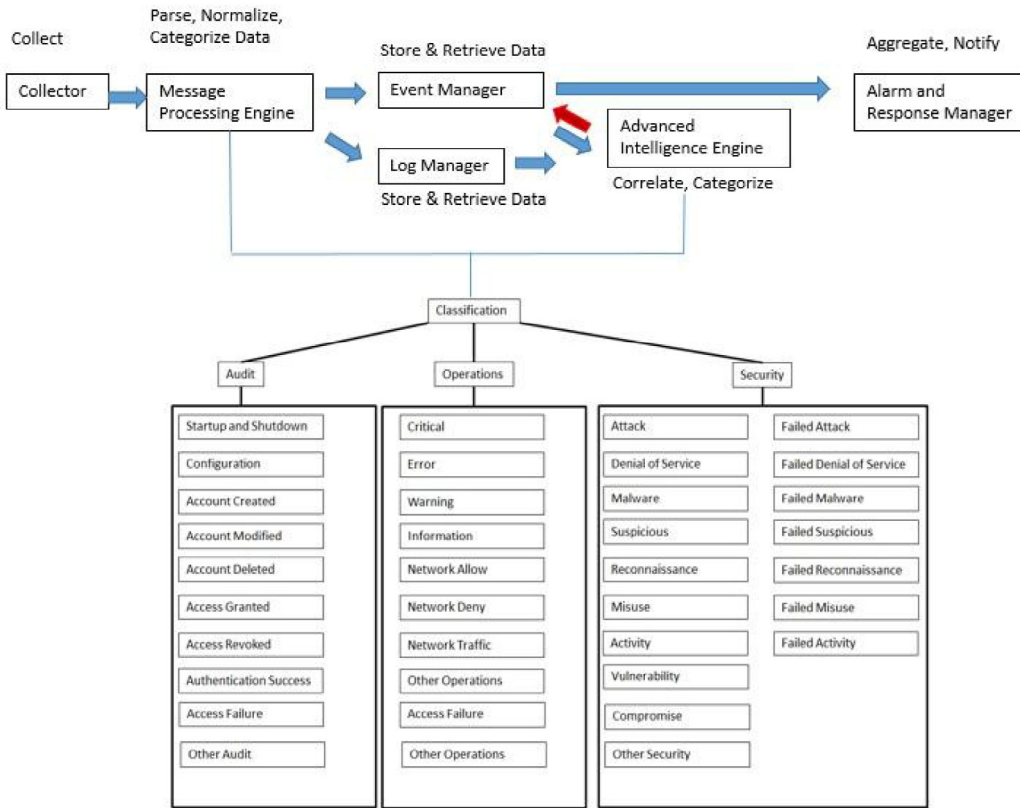 Collect
Parse, Normalize,
Categorize Data
Store & Retrieve Data
Aggregate, Notify
Collector
Message
Processing Engine
Event Manager
Alarm and
Response Manager
Log Manager
Advanced
Intelligence Engine
Store & Retrieve Data
Correlate, Categorize
Classification
Audit
Operations
Security
Startup and Shutdown
Configuration
Account Created
Account Modified
Account Deleted
Access Granted
Access Revoked
Authentication Success
Access Failure
Other Audit
Critical
Error
Warning
Information
Network Allow
Network Deny
Network Traffic
Other Operations
Access Failure
Other Operations
Attack
Denial of Service
Malware
Suspicious
Reconnaissance
Misuse
Activity
Vulnerability
Compromise
Other Security
Failed Attack
Failed Denial of Service
Failed Malware
Failed Suspicious
Failed Reconnaissance
Failed Misuse
Failed Activity